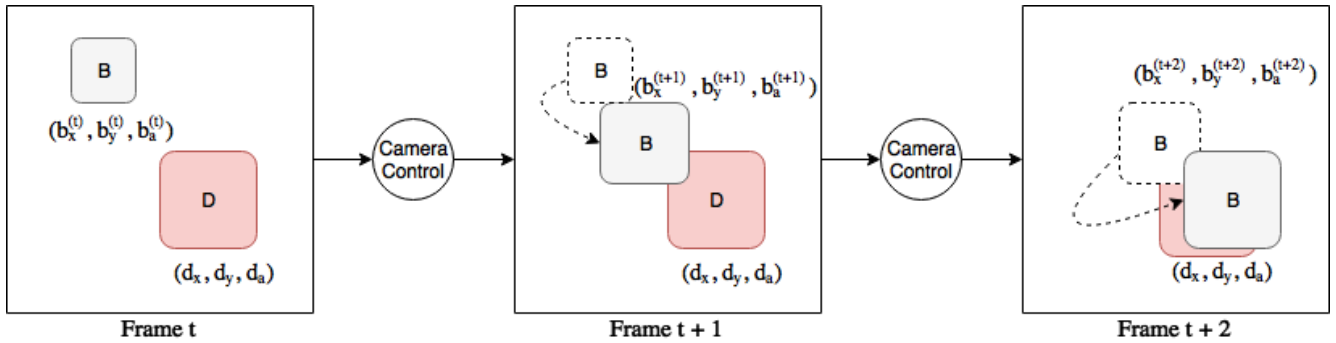 B
(b_x^(t), b_y^(t), b_a^(t))
D
(d_x, d_y, d_a)
Frame t
Camera
Control
B
(b_x^(t+1), b_y^(t+1), b_a^(t+1))
B
D
(d_x, d_y, d_a)
Frame t + 1
Camera
Control
(b_x^(t+2), b_y^(t+2), b_a^(t+2))
B
B
(d_x, d_y, d_a)
Frame t + 2